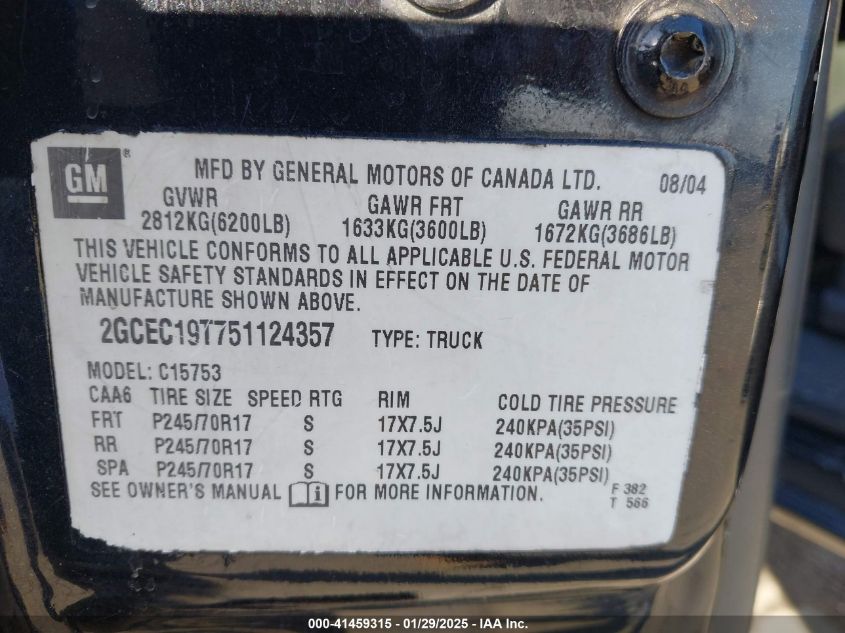 GM ®
MFD BY GENERAL MOTORS OF CANADA LTD. 08/04
GVWR GAWR FRT GAWR RR
2812KG(6200LB) 1633KG(3600LB) 1672KG(3686LB)
THIS VEHICLE CONFORMS TO ALL APPLICABLE U.S. FEDERAL MOTOR
VEHICLE SAFETY STANDARDS IN EFFECT ON THE DATE OF
MANUFACTURE SHOWN ABOVE.
2GCEC19T751124357 TYPE: TRUCK
MODEL: C15753
CAA6 TIRE SIZE SPEED RTG RIM COLD TIRE PRESSURE
FRT P245/70R17 S 17X7.5J 240KPA(35PSI)
RR P245/70R17 S 17X7.5J 240KPA(35PSI)
SPA P245/70R17 S 17X7.5J 240KPA(35PSI)
SEE OWNER'S MANUAL i FOR MORE INFORMATION. F 382
T 566
000-41459315 - 01/29/2025 - IAA Inc.